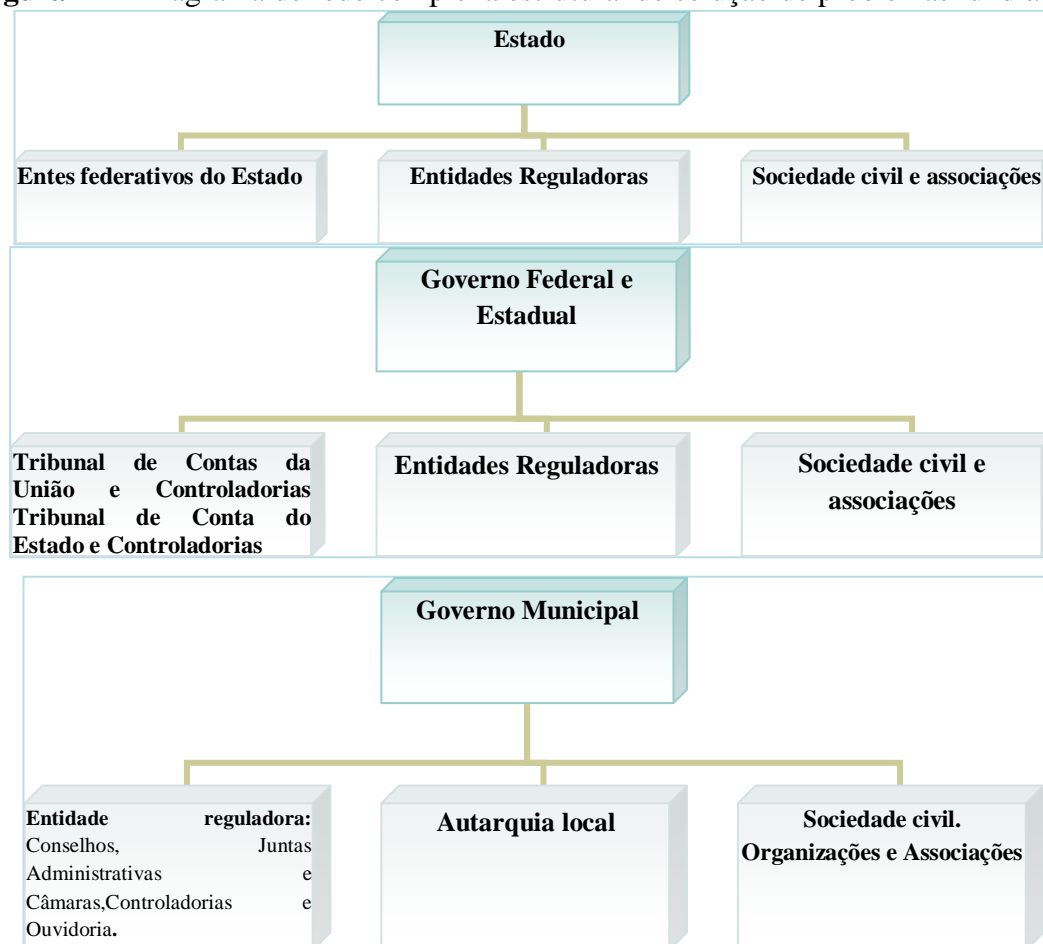 Estado
Entes federativos do Estado
Entidades Reguladoras
Sociedade civil e associações
Governo Federal e
Estadual
Tribunal de Contas da
União e Controladorias
Tribunal de Conta do
Estado e Controladorias
Entidades Reguladoras
Sociedade civil e
associações
Governo Municipal
Entidade reguladora:
Conselhos, Juntas
Administrativas e
Câmaras,Controladorias e
Ouvidoria.
Autarquia local
Sociedade civil.
Organizações e Associações